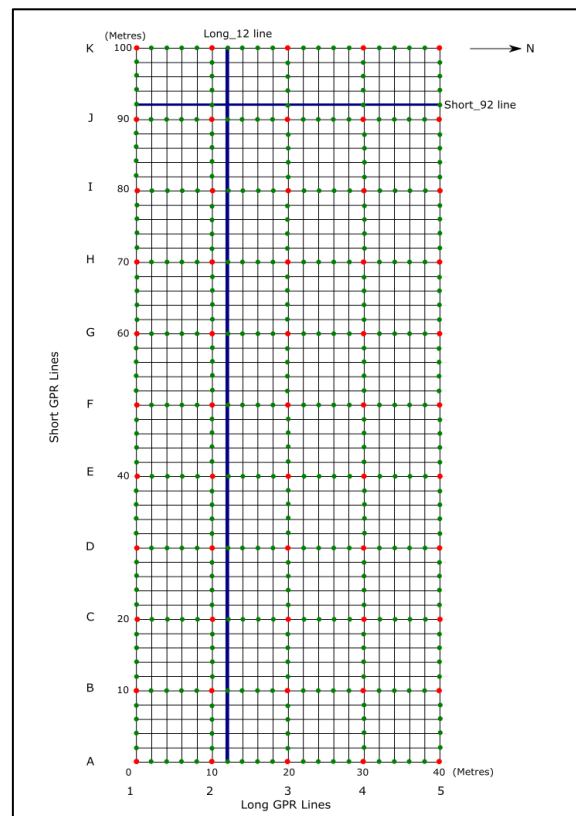 Long_12 line
(Metres)
K 100
N
Short_92 line
J 90
I 80
H 70
G 60
F
Short GPR Lines
E 40
D
C 20
B 10
A
0 10 20 30 40 (Metres)
1 2 3 4 5
Long GPR Lines